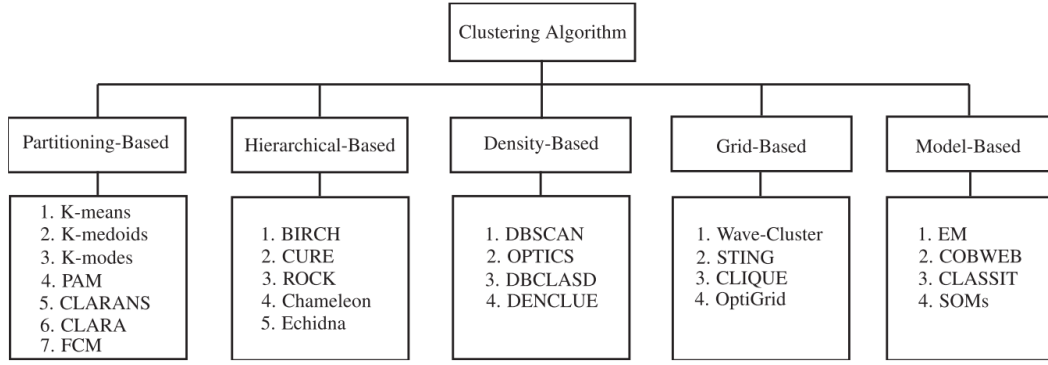 Clustering Algorithm
Partitioning-Based
Hierarchical-Based
Density-Based
Grid-Based
Model-Based
1. K-means
2. K-medoids
3. K-modes
4. PAM
5. CLARANS
6. CLARA
7. FCM
1. BIRCH
2. CURE
3. ROCK
4. Chameleon
5. Echidna
1. DBSCAN
2. OPTICS
3. DBCLASD
4. DENCLUE
1. Wave-Cluster
2. STING
3. CLIQUE
4. OptiGrid
1. EM
2. COBWEB
3. CLASSIT
4. SOMs